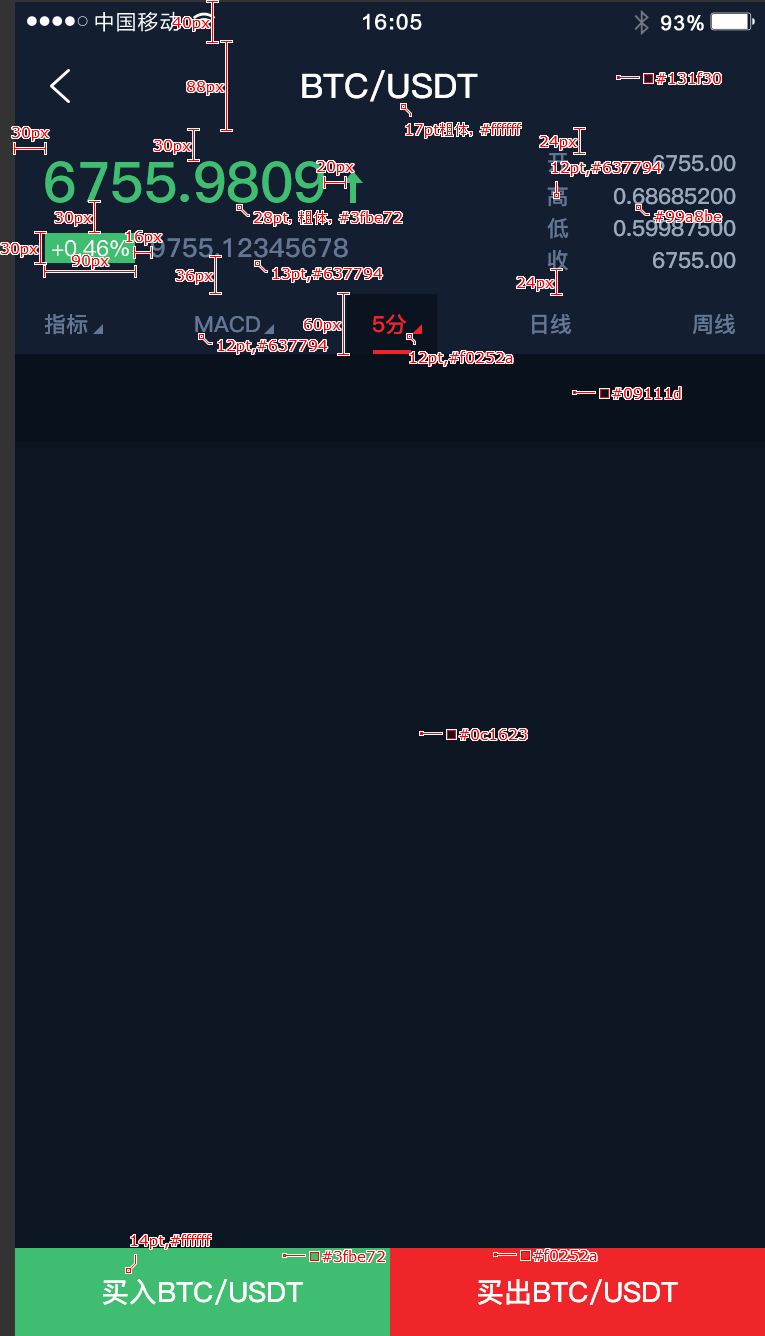 中国移动
40px
16:05
93%
88px
BTC/USDT
#131f30
17pt粗体，#ffffff
30px
30px
24px
6755.9809
20px
开
6755.00
12pt,#637794
高
0.68685200
30px
28pt，粗体，#3fbe72
#99a8be
低
0.59987500
30px
+0.46%
16px
9755.12345678
收
6755.00
90px
36px
13pt,#637794
24px
指标
MACD
60px
5分
日线
周线
12pt,#637794
12pt,#f0252a
#09111d
#0c1623
14pt,#ffffff
#3fbe72
#f0252a
买入BTC/USDT
买出BTC/USDT